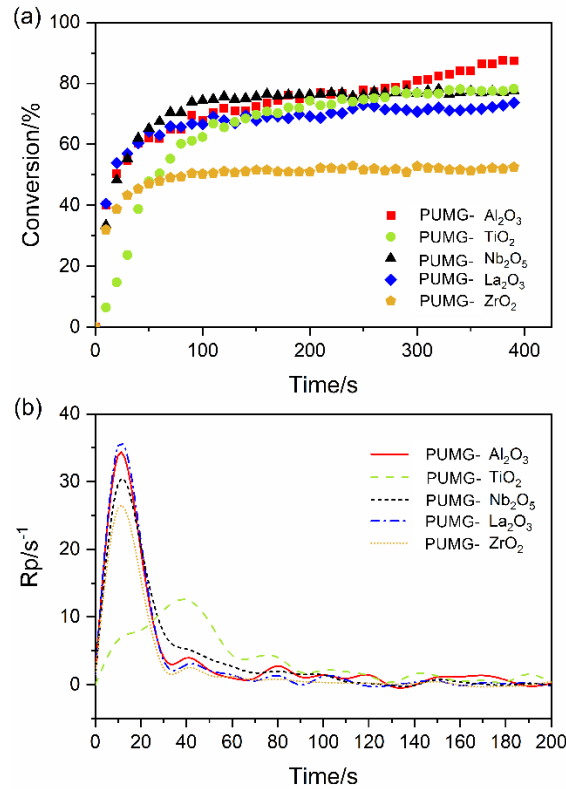 (a)
100
80
60
40
20
0
Conversion/%
PUMG- Al₂O₃
PUMG- TiO₂
PUMG- Nb₂O₅
PUMG- La₂O₃
PUMG- ZrO₂
0 100 200 300 400
Time/s
(b)
40
30
20
10
0
Rp/s⁻¹
PUMG- Al₂O₃
PUMG- TiO₂
PUMG- Nb₂O₅
PUMG- La₂O₃
PUMG- ZrO₂
0 20 40 60 80 100 120 140 160 180 200
Time/s